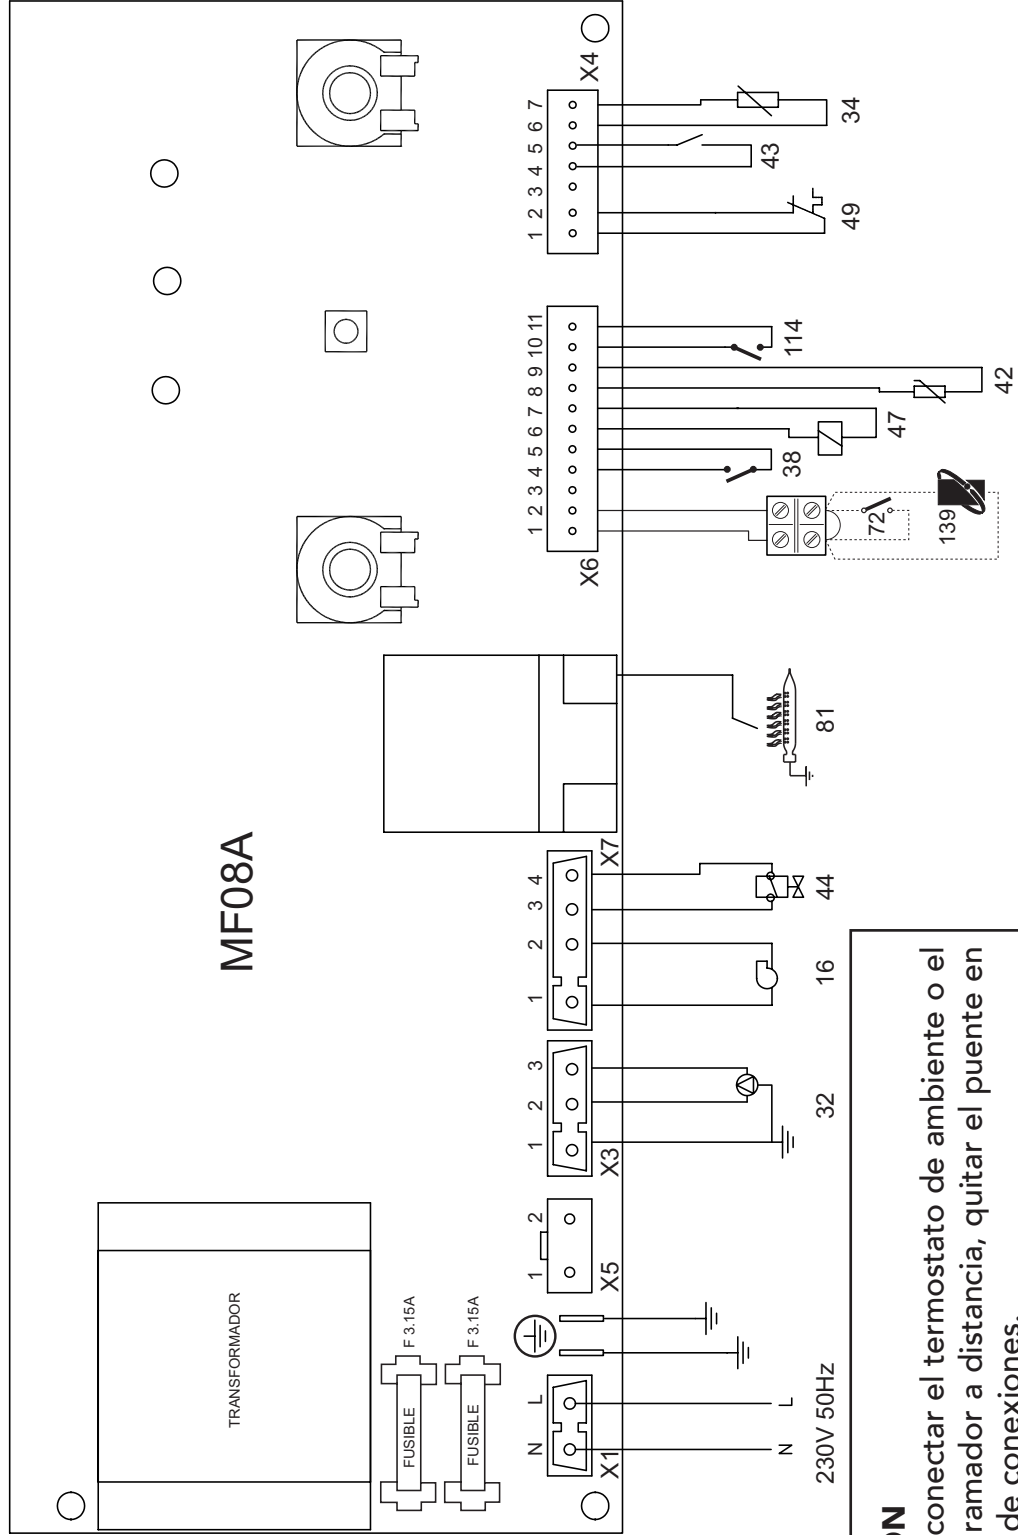 MF08A
TRANSFORMADOR
FUSIBLE F 3.15A
FUSIBLE F 3.15A
N L
X1
N L
230V 50Hz
1 2
X5
1 2 3
X3
32
1 2 3 4
X7
16
44
81
1 2 3 4 5 6 7 8 9 10 11
X6
72
139
38
47
42
114
1 2 3 4 5 6 7
X4
49
43
34
ON
conectar el termostato de ambiente o el
ramador a distancia, quitar el puente en
de conexiones.